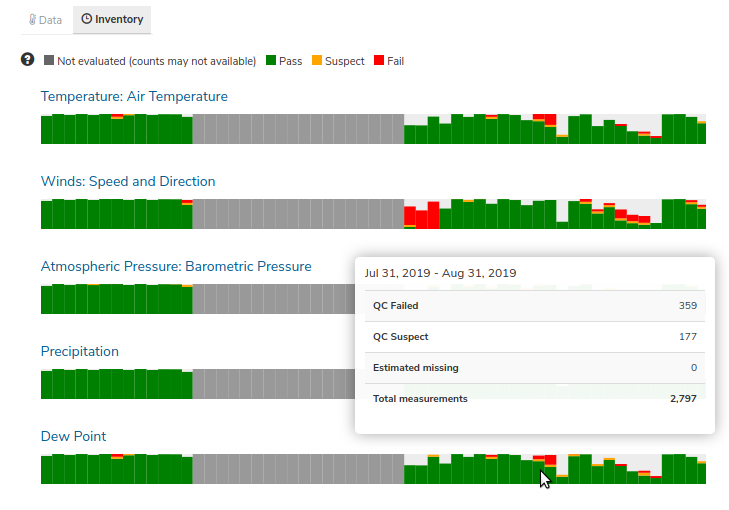 Data Inventory
? Not evaluated (counts may not available) Pass Suspect Fail
Temperature: Air Temperature
Winds: Speed and Direction
Atmospheric Pressure: Barometric Pressure
Jul 31, 2019 - Aug 31, 2019
QC Failed 359
QC Suspect 177
Estimated missing 0
Total measurements 2,797
Precipitation
Dew Point